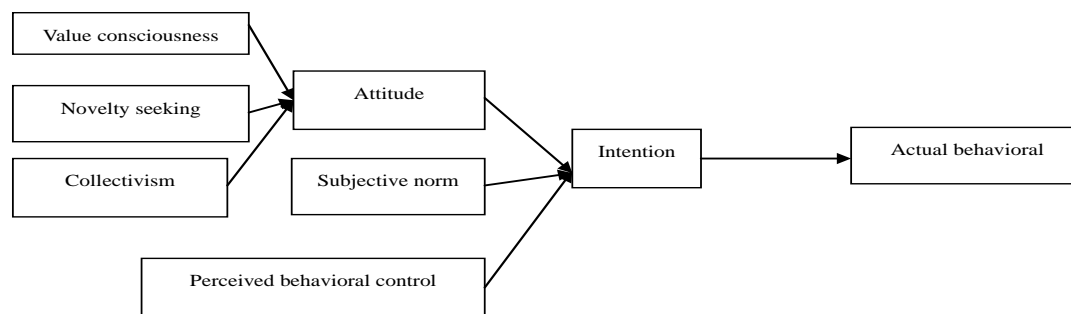 Value consciousness
Novelty seeking
Collectivism
Attitude
Subjective norm
Perceived behavioral control
Intention
Actual behavioral